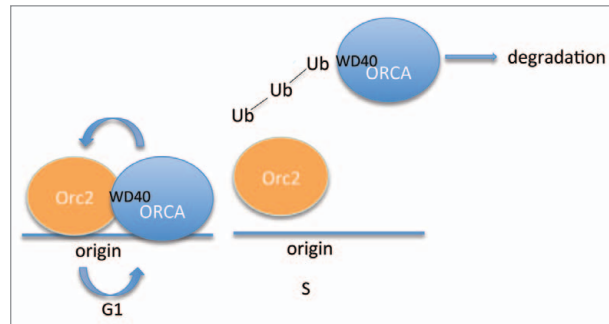 Orc2
WD40
ORCA
origin
G1
Ub
Ub
Ub
WD40
ORCA
degradation
Orc2
origin
S